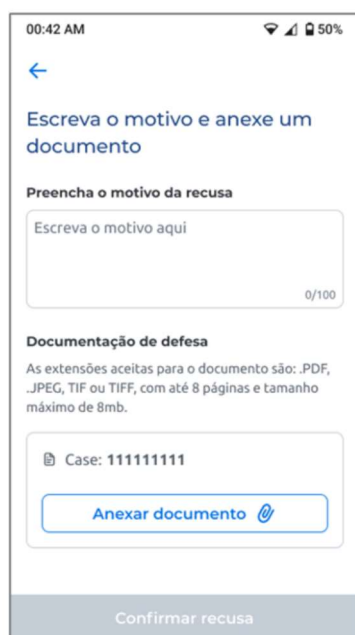 00:42 AM 50%
Escreva o motivo e anexe um
documento
Preencha o motivo da recusa
Escreva o motivo aqui
0/100
Documentação de defesa
As extensões aceitas para o documento são: .PDF,
.JPEG, TIF ou TIFF, com até 8 páginas e tamanho
máximo de 8mb.
Case: 111111111
Anexar documento
Confirmar recusa